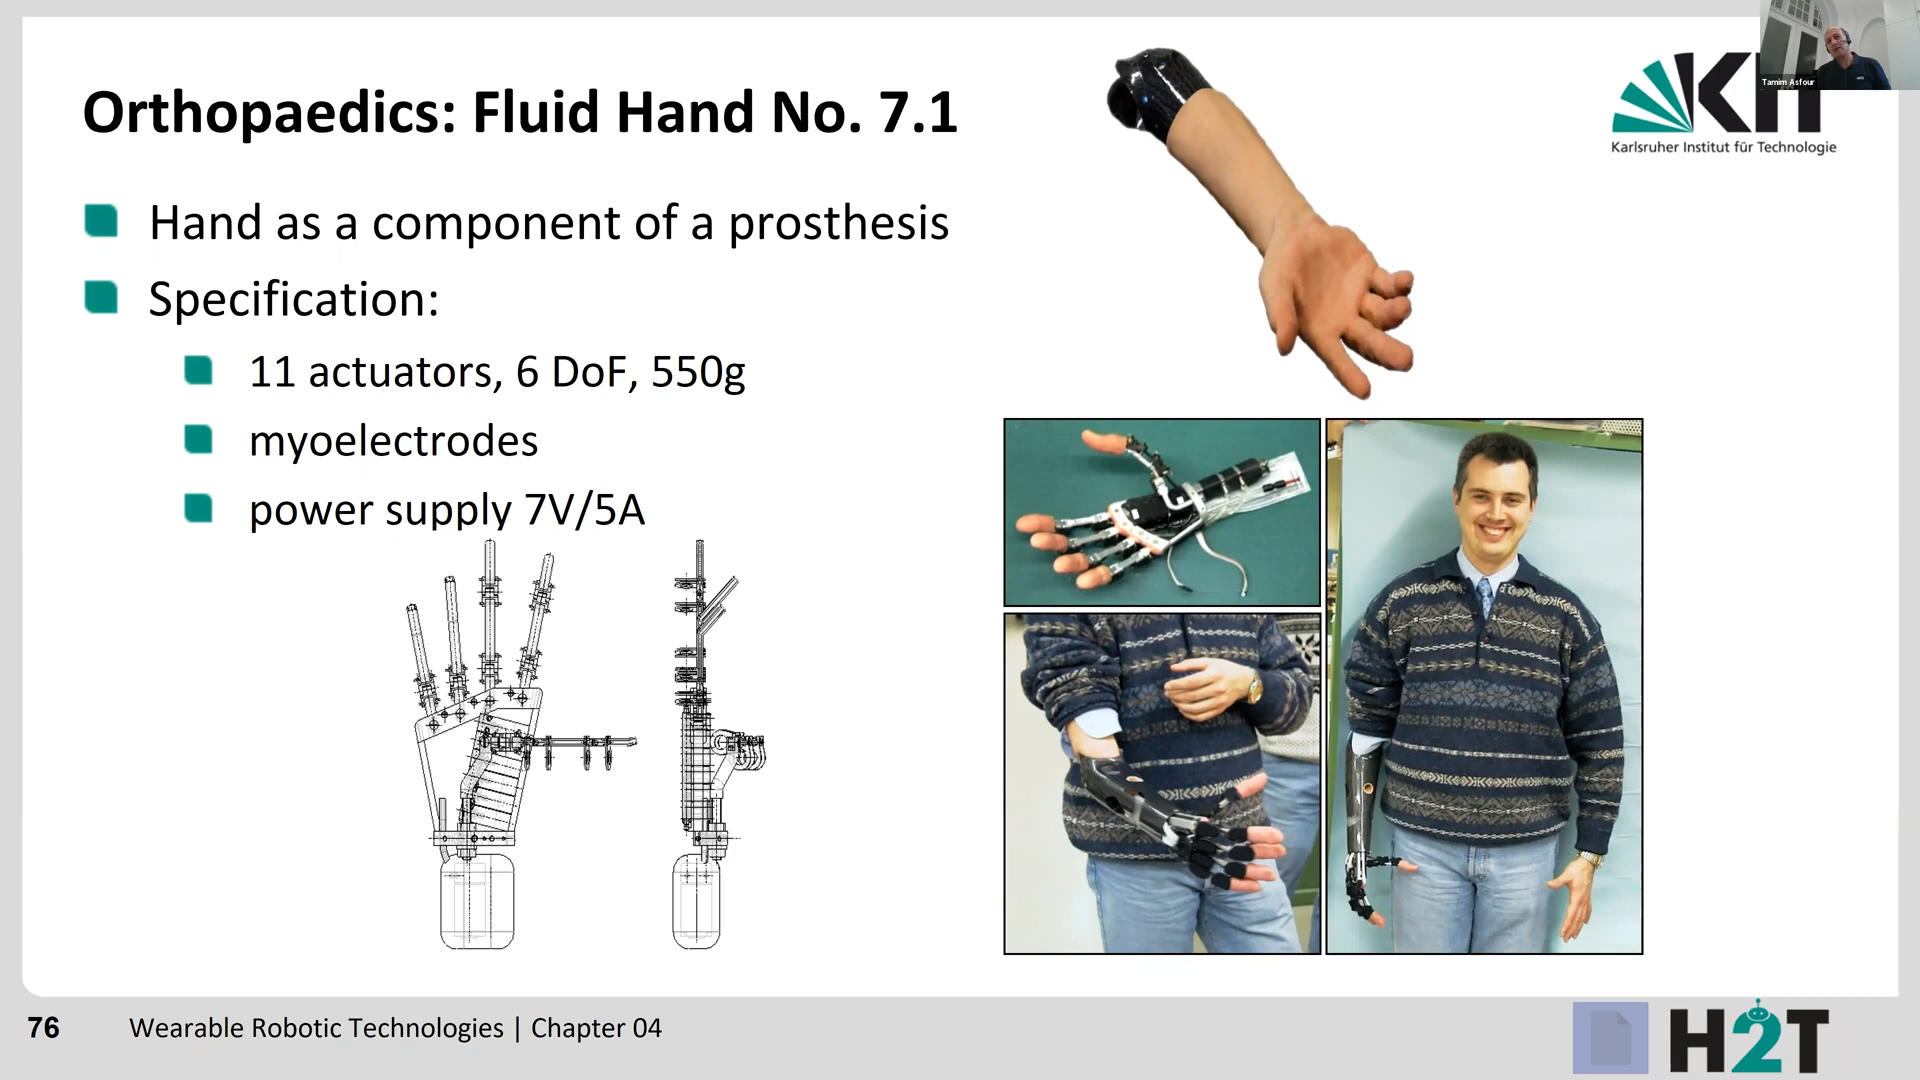 Tamim Asfour
KIT
Karlsruher Institut für Technologie
Orthopaedics: Fluid Hand No. 7.1
Hand as a component of a prosthesis
Specification:
11 actuators, 6 DoF, 550g
myoelectrodes
power supply 7V/5A
76
Wearable Robotic Technologies | Chapter 04
H2T